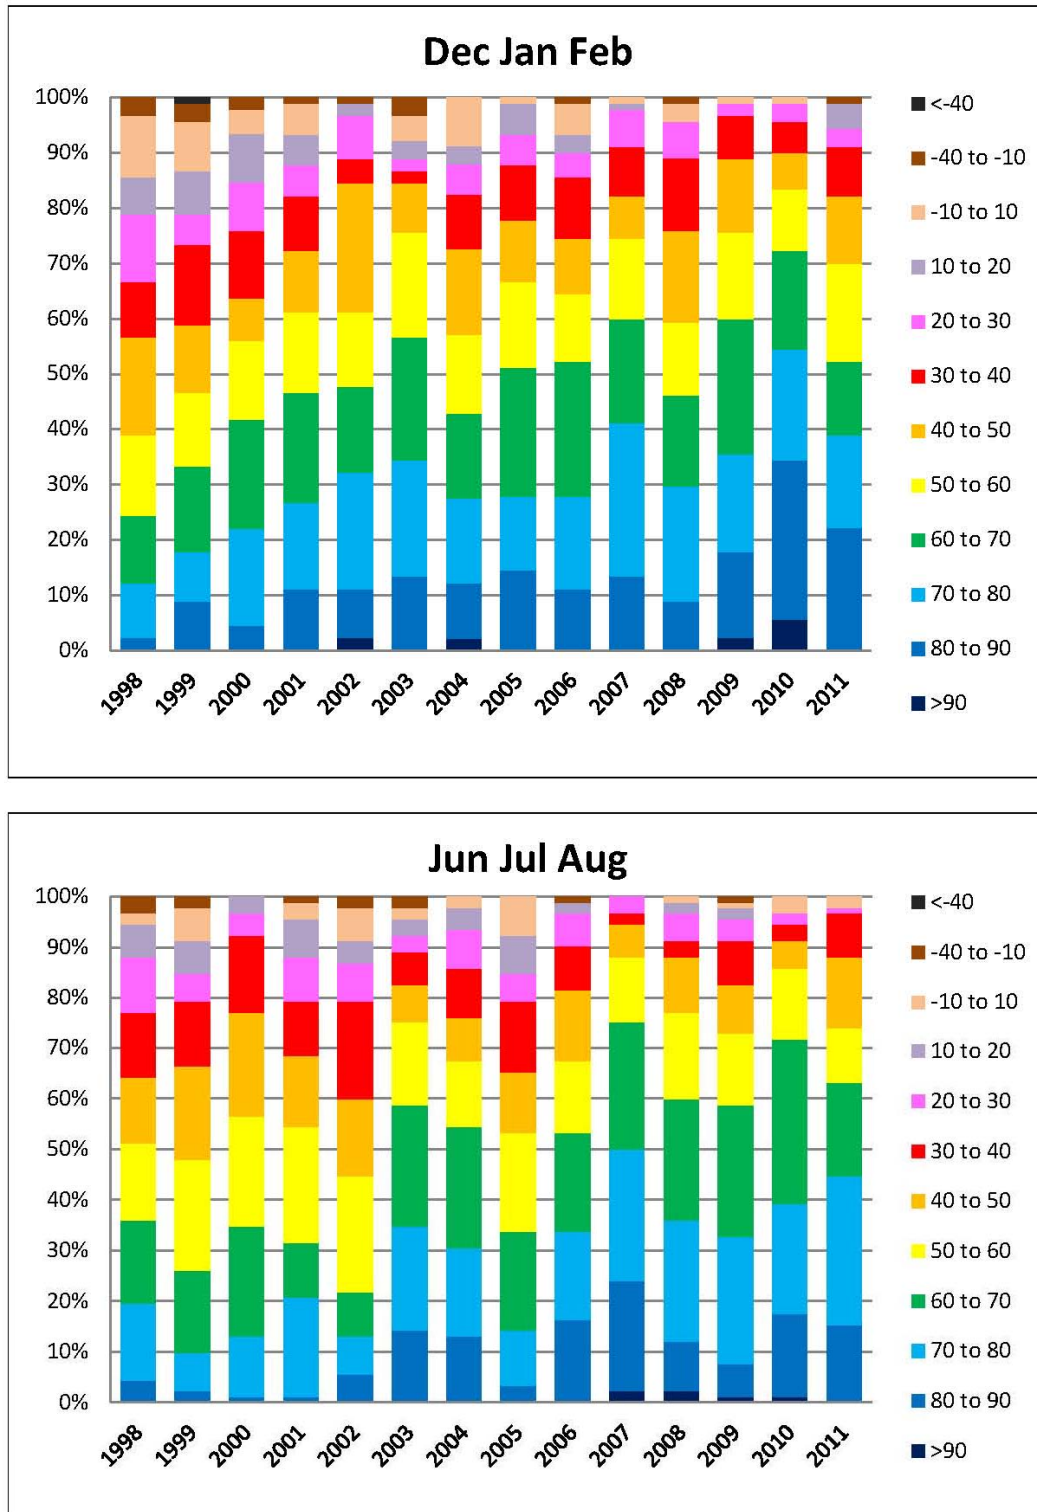 Dec Jan Feb
100%
90%
80%
70%
60%
50%
40%
30%
20%
10%
0%
1998 1999 2000 2001 2002 2003 2004 2005 2006 2007 2008 2009 2010 2011
<-40
-40 to -10
-10 to 10
10 to 20
20 to 30
30 to 40
40 to 50
50 to 60
60 to 70
70 to 80
80 to 90
>90
Jun Jul Aug
100%
90%
80%
70%
60%
50%
40%
30%
20%
10%
0%
1998 1999 2000 2001 2002 2003 2004 2005 2006 2007 2008 2009 2010 2011
<-40
-40 to -10
-10 to 10
10 to 20
20 to 30
30 to 40
40 to 50
50 to 60
60 to 70
70 to 80
80 to 90
>90